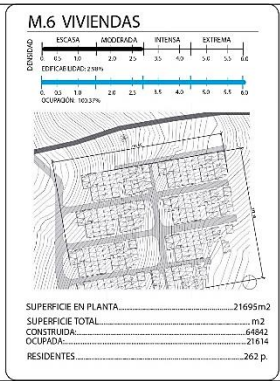 M.6 VIVIENDAS
DENSIDAD
ESCASA MODERADA INTENSA EXTREMA
0. 0.5 1.0 2.0 2.5 3.5 4.0 5.0 5.5 6.0
EDIFICABILIDAD: 298%
0. 0.5 1.0 2.0 2.5 3.5 4.0 5.0 5.5 6.0
OCUPACIÓN: 100.37%
SUPERFICIE EN PLANTA...21695m2
SUPERFICIE TOTAL... m2
CONSTRUIDA:...64842
OCUPADA:...21614
RESIDENTES...262 p.